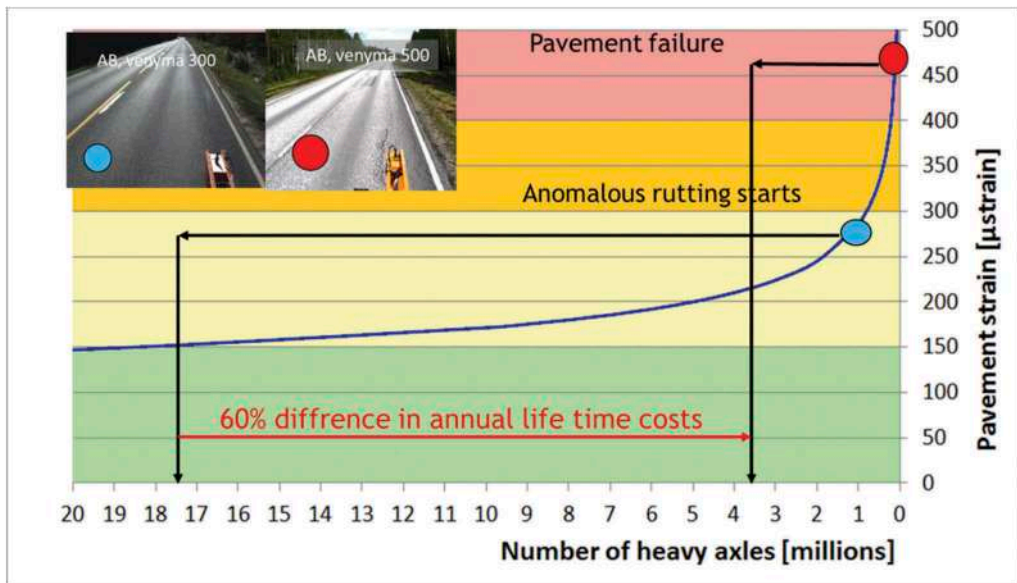 AB, venymä 300
AB, venymä 500
Pavement failure
Anomalous rutting starts
60% diffrence in annual life time costs
500
450
400
350
300
250
200
150
100
50
0
Pavement strain [µstrain]
20 19 18 17 16 15 14 13 12 11 10 9 8 7 6 5 4 3 2 1 0
Number of heavy axles [millions]